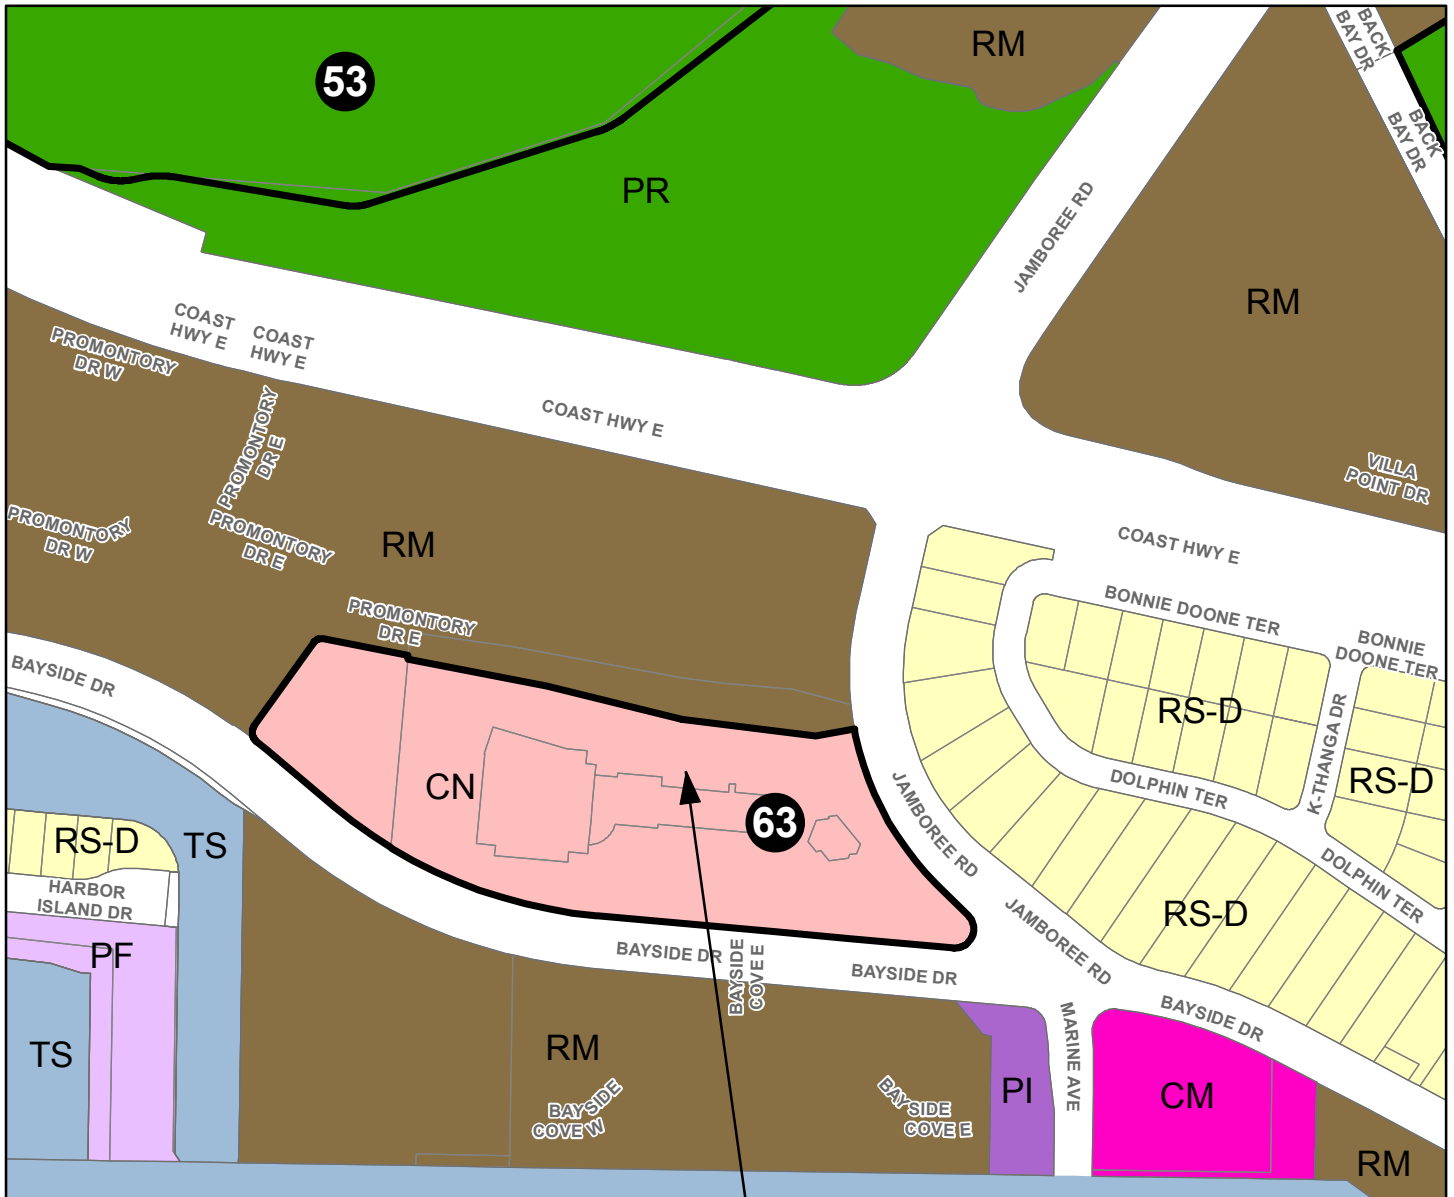 RM
BACK
BAY DR
53
BACK
BAY DR
PR
JAMBOREE RD
RM
COAST
HWY E
COAST
HWY E
PROMONTORY
DR W
COAST HWY E
PROMONTORY
DR E
VILLA
POINT DR
PROMONTORY
DR W
PROMONTORY
DR E
RM
COAST HWY E
BONNIE DOONE TER
PROMONTORY
DR E
BONNIE
DOONE TER
BAYSIDE DR
RS-D
K-THANGA DR
RS-D
CN
DOLPHIN TER
63
JAMBOREE RD
RS-D
TS
HARBOR
ISLAND DR
DOLPHIN TER
RS-D
JAMBOREE RD
PF
BAYSIDE DR
BAYSIDE
COVE E
BAYSIDE DR
BAYSIDE DR
TS
RM
MARINE AVE
PI
CM
BAYSIDE
COVE W
BAYSIDE
COVE E
RM